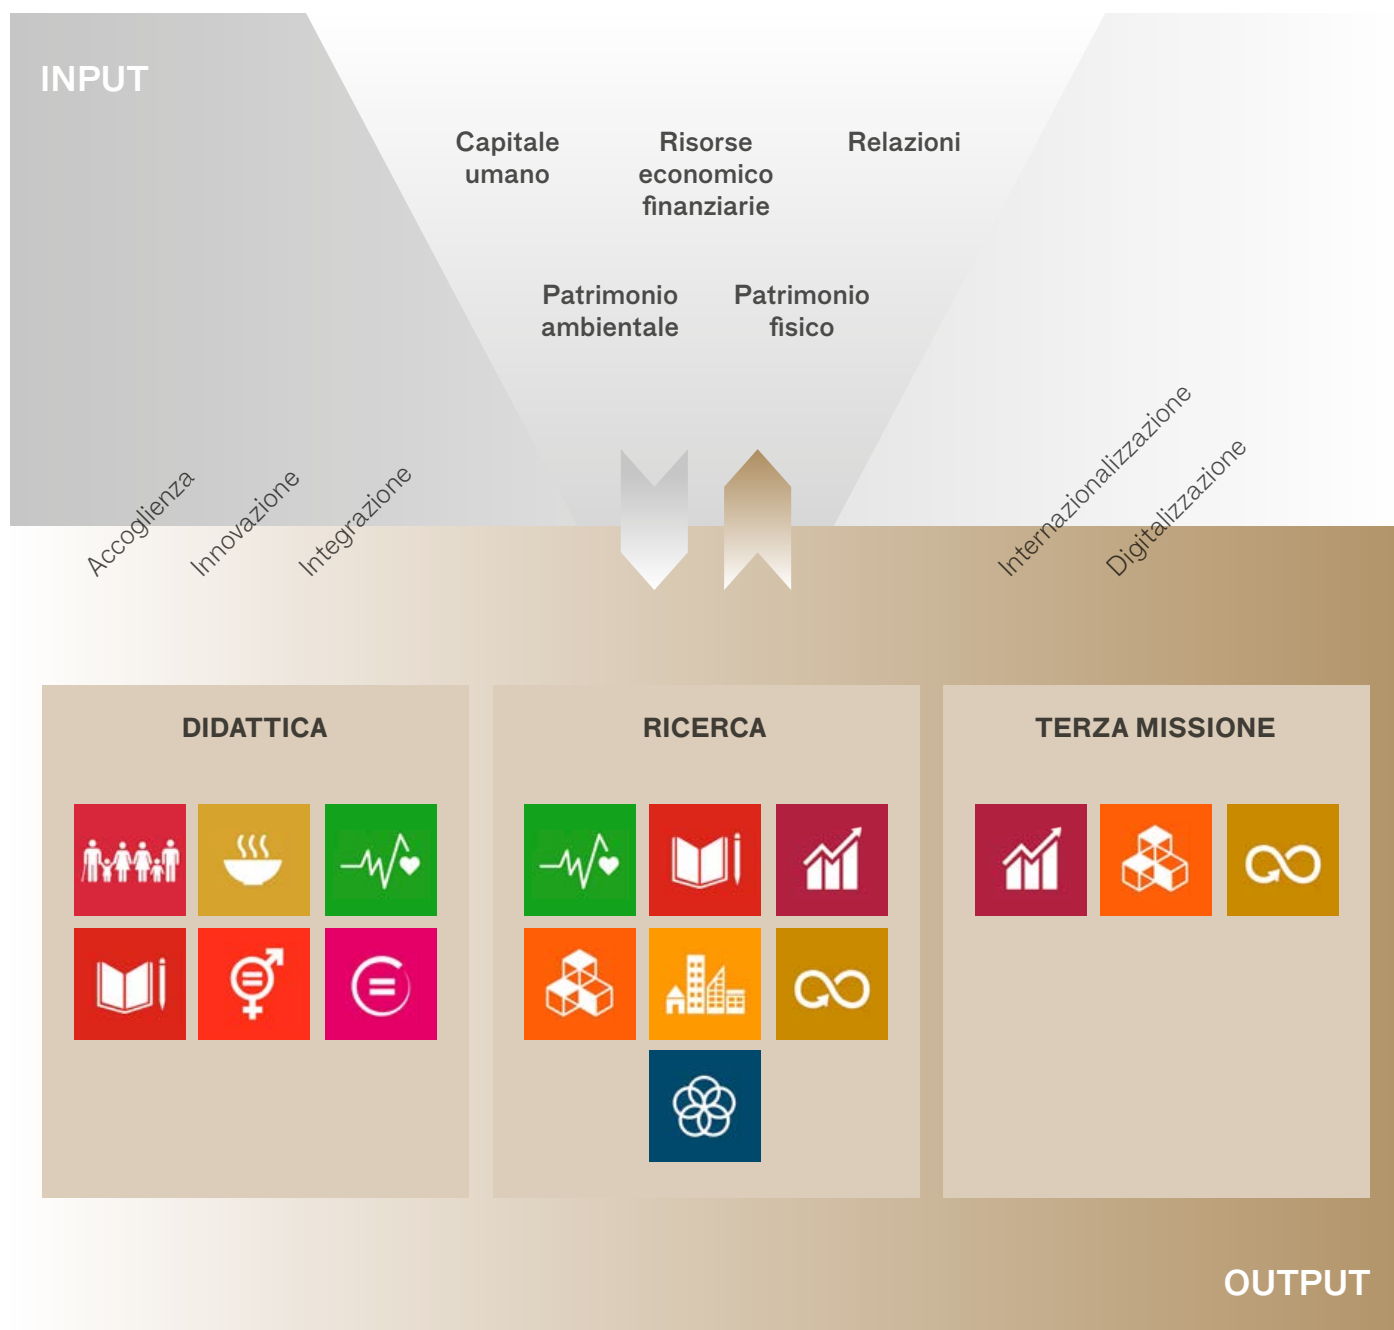 INPUT
Capitale
umano
Risorse
economico
finanziarie
Relazioni
Patrimonio
ambientale
Patrimonio
fisico
Accoglienza
Innovazione
Integrazione
Internazionalizzazione
Digitalizzazione
DIDATTICA
RICERCA
TERZA MISSIONE
OUTPUT